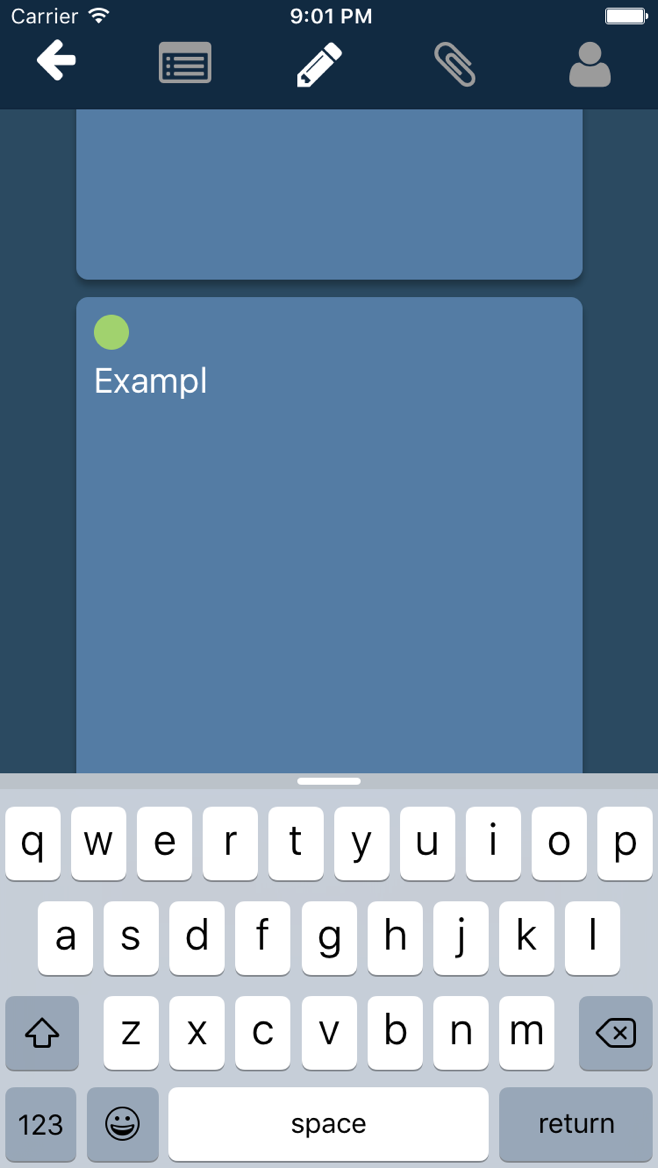 Carrier 9:01 PM
Exampl
q w e r t y u i o p
a s d f g h j k l
z x c v b n m
123 space return